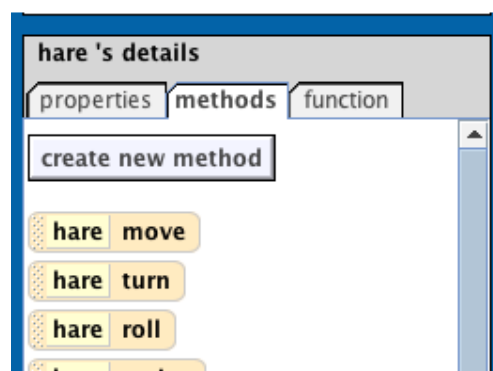 hare 's details
properties methods function
create new method
hare move
hare turn
hare roll